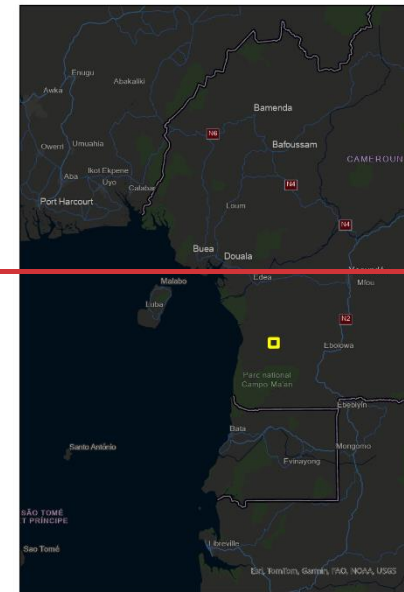 Enugu
Abakaliki
Awka
Bamenda
N6
Owerri
Umuahia
Bafoussam
CAMEROUN
Ikot Ekpene
Aba
Uyo
N4
Calabar
Port Harcourt
Loum
N4
Buea
Douala
Edea
Malabo
Mfou
Luba
N2
Ebolowa
Parc national
Campo Ma'an
Ebebiyín
Bata
Santo António
Mongomo
Evinayong
SÃO TOMÉ
ET PRÍNCIPE
Libreville
Sao Tomé
Esri, TomTom, Garmin, FAO, NOAA, USGS